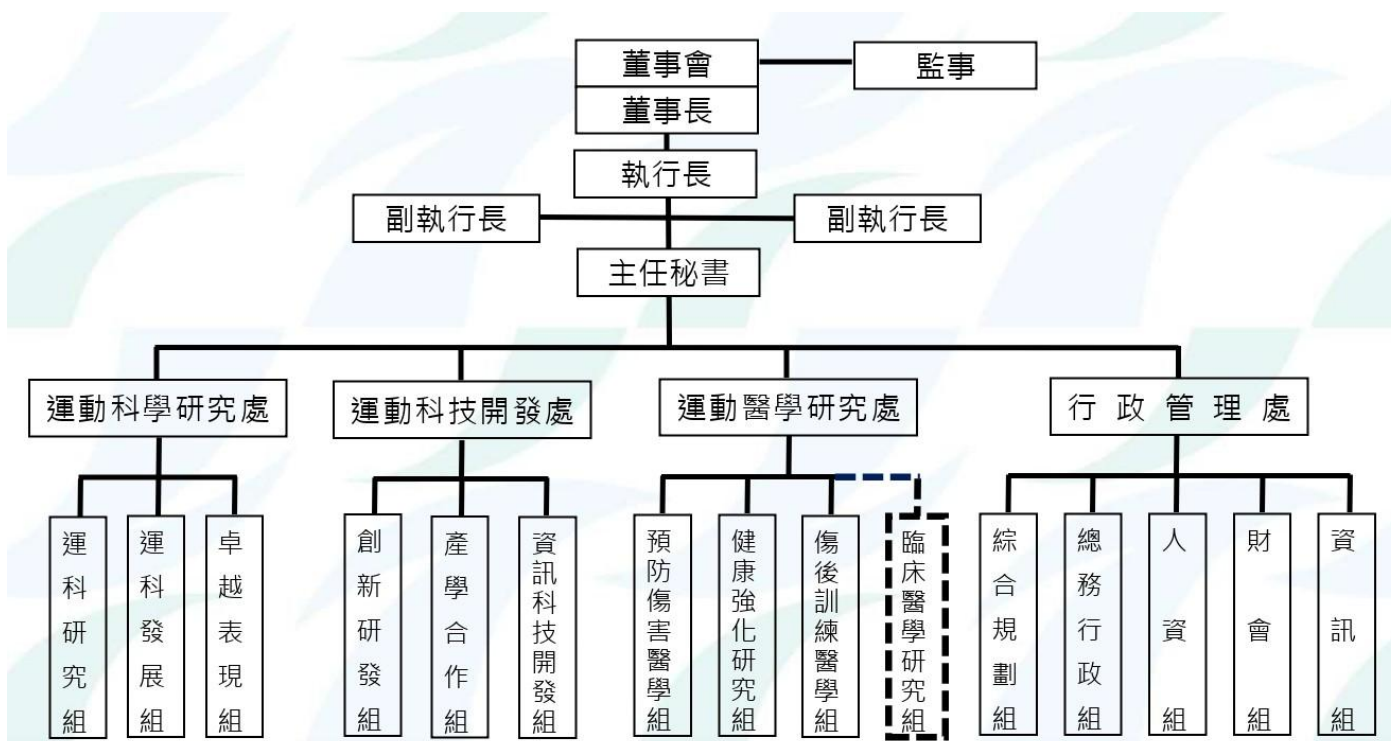 董事會
監事
董事長
執行長
副執行長
副執行長
主任秘書
運動科學研究處
運動科技開發處
運動醫學研究處
行政管理處
運科研究組
運科發展組
卓越表現組
創新研發組
產學合作組
資訊科技開發組
預防傷害醫學組
健康強化研究組
傷後訓練醫學組
臨床醫學研究組
綜合規劃組
總務行政組
人資組
財會組
資訊組